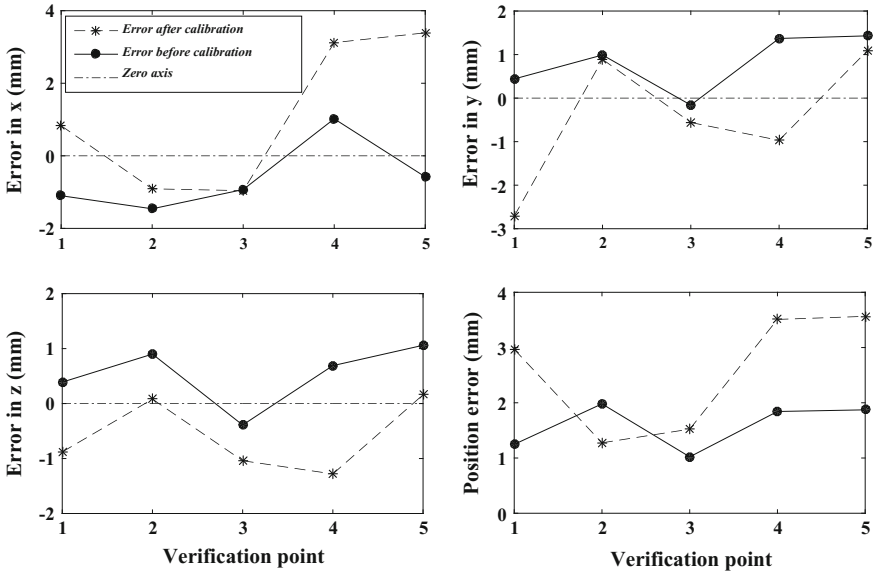 Error after calibration
Error before calibration
Zero axis
Error in x (mm)
4
2
0
-2
1 2 3 4 5
Error in y (mm)
2
1
0
-1
-2
-3
1 2 3 4 5
Error in z (mm)
2
1
0
-1
-2
1 2 3 4 5
Verification point
Position error (mm)
4
3
2
1
0
1 2 3 4 5
Verification point